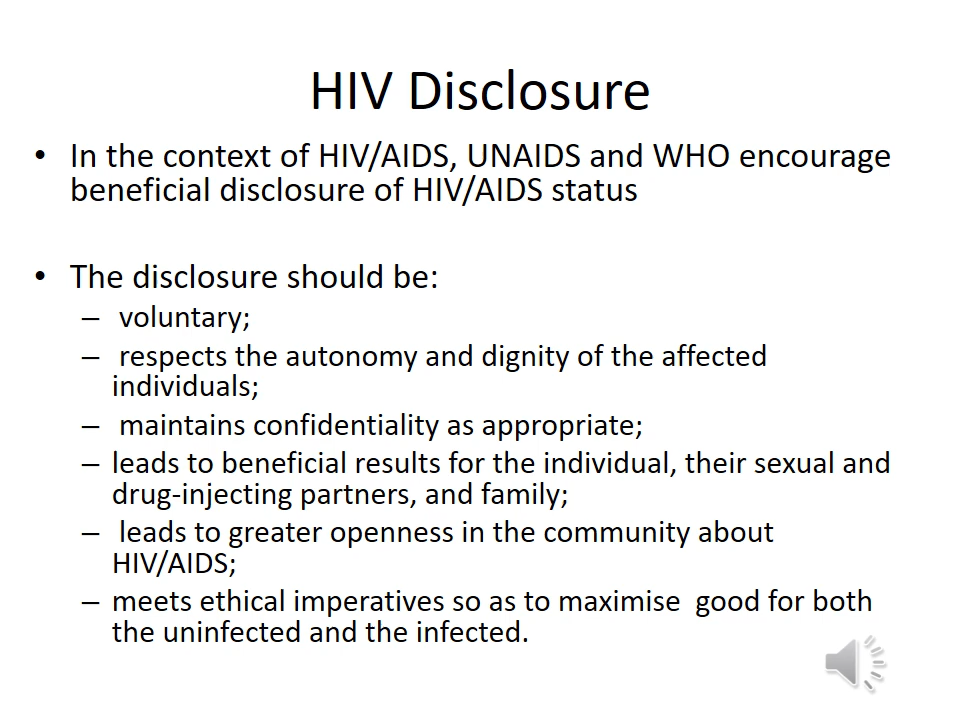 HIV Disclosure
• In the context of HIV/AIDS, UNAIDS and WHO encourage
beneficial disclosure of HIV/AIDS status
• The disclosure should be:
– voluntary;
– respects the autonomy and dignity of the affected
individuals;
– maintains confidentiality as appropriate;
– leads to beneficial results for the individual, their sexual and
drug-injecting partners, and family;
– leads to greater openness in the community about
HIV/AIDS;
– meets ethical imperatives so as to maximise  good for both
the uninfected and the infected.